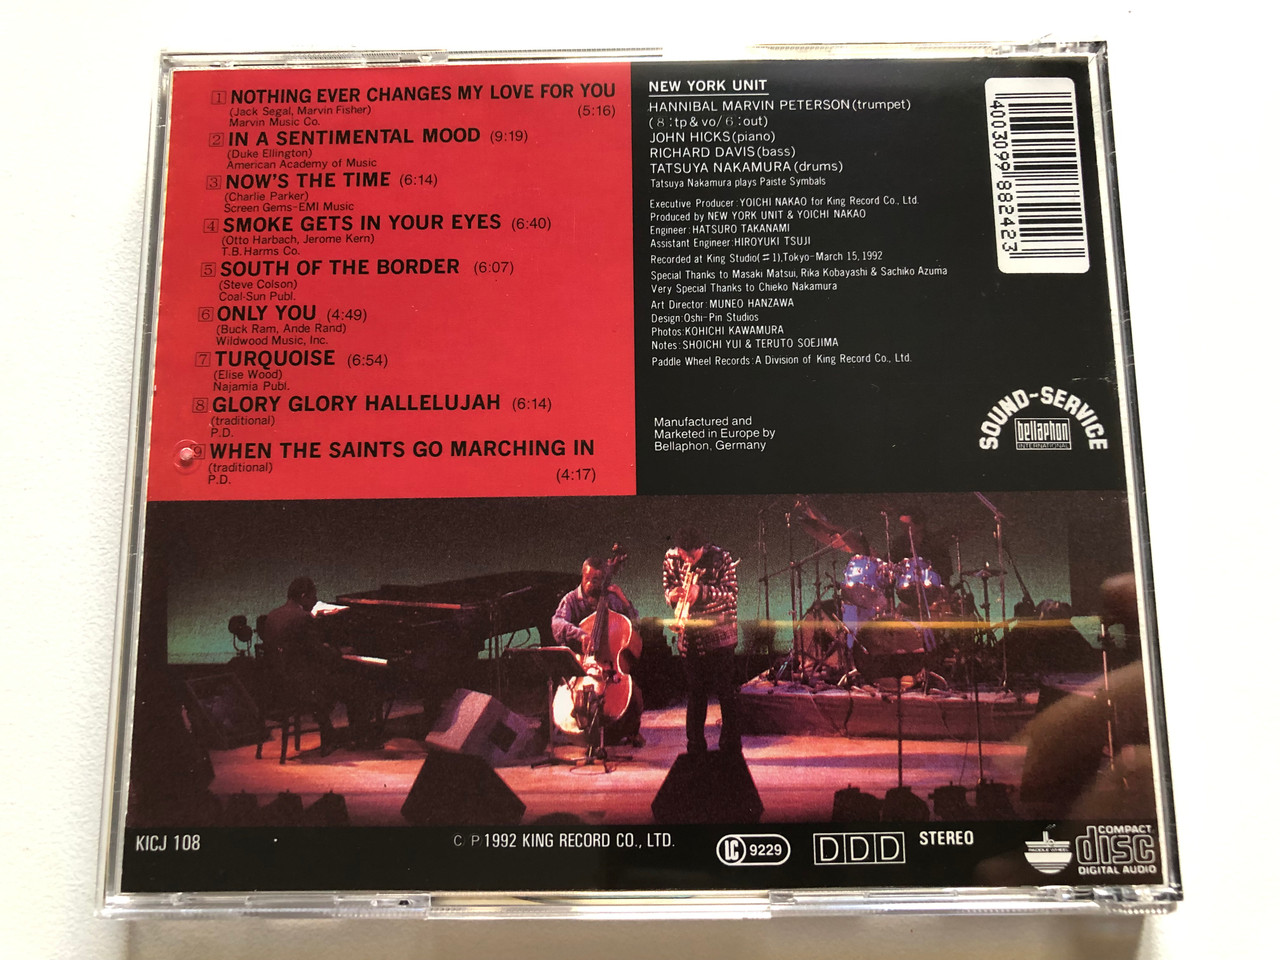 1 NOTHING EVER CHANGES MY LOVE FOR YOU
(Jack Segal, Marvin Fisher) (5:16)
Marvin Music Co.
2 IN A SENTIMENTAL MOOD (9:19)
(Duke Ellington)
American Academy of Music
3 NOW'S THE TIME (6:14)
(Charlie Parker)
Screen Gems-EMI Music
4 SMOKE GETS IN YOUR EYES (6:40)
(Otto Harbach, Jerome Kern)
T.B. Harms Co.
5 SOUTH OF THE BORDER (6:07)
(Steve Colson)
Coal-Sun Publ.
6 ONLY YOU (4:49)
(Buck Ram, Ande Rand)
Wildwood Music, Inc.
7 TURQUOISE (6:54)
(Elise Wood)
Najamia Publ.
8 GLORY GLORY HALLELUJAH (6:14)
(traditional)
P.D.
9 WHEN THE SAINTS GO MARCHING IN
(traditional) (4:17)
P.D.
NEW YORK UNIT
HANNIBAL MARVIN PETERSON (trumpet)
(8:tp & vo/6:out)
JOHN HICKS (piano)
RICHARD DAVIS (bass)
TATSUYA NAKAMURA (drums)
Tatsuya Nakamura plays Paiste Symbals
Executive Producer: YOICHI NAKAO for King Record Co., Ltd.
Produced by NEW YORK UNIT & YOICHI NAKAO
Engineer: HATSURO TAKANAMI
Assistant Engineer: HIROYUKI TSUJI
Recorded at King Studio (#1), Tokyo-March 15, 1992
Special Thanks to Masaki Matsui, Rika Kobayashi & Sachiko Azuma
Very Special Thanks to Chieko Nakamura
Art Director: MUNEO HANZAWA
Design: Oshi-Pin Studios
Photos: KOHICHI KAWAMURA
Notes: SHOICHI YUI & TERUTO SOEJIMA
Paddle Wheel Records: A Division of King Record Co., Ltd.
Manufactured and
Marketed in Europe by
Bellaphon, Germany
4003099 882423
SOUND-SERVICE
bellaphon
INTERNATIONAL
KICJ 108
C/P 1992 KING RECORD CO., LTD.
LC 9229
DDD
STEREO
PADDLE WHEEL
COMPACT
disc
DIGITAL AUDIO